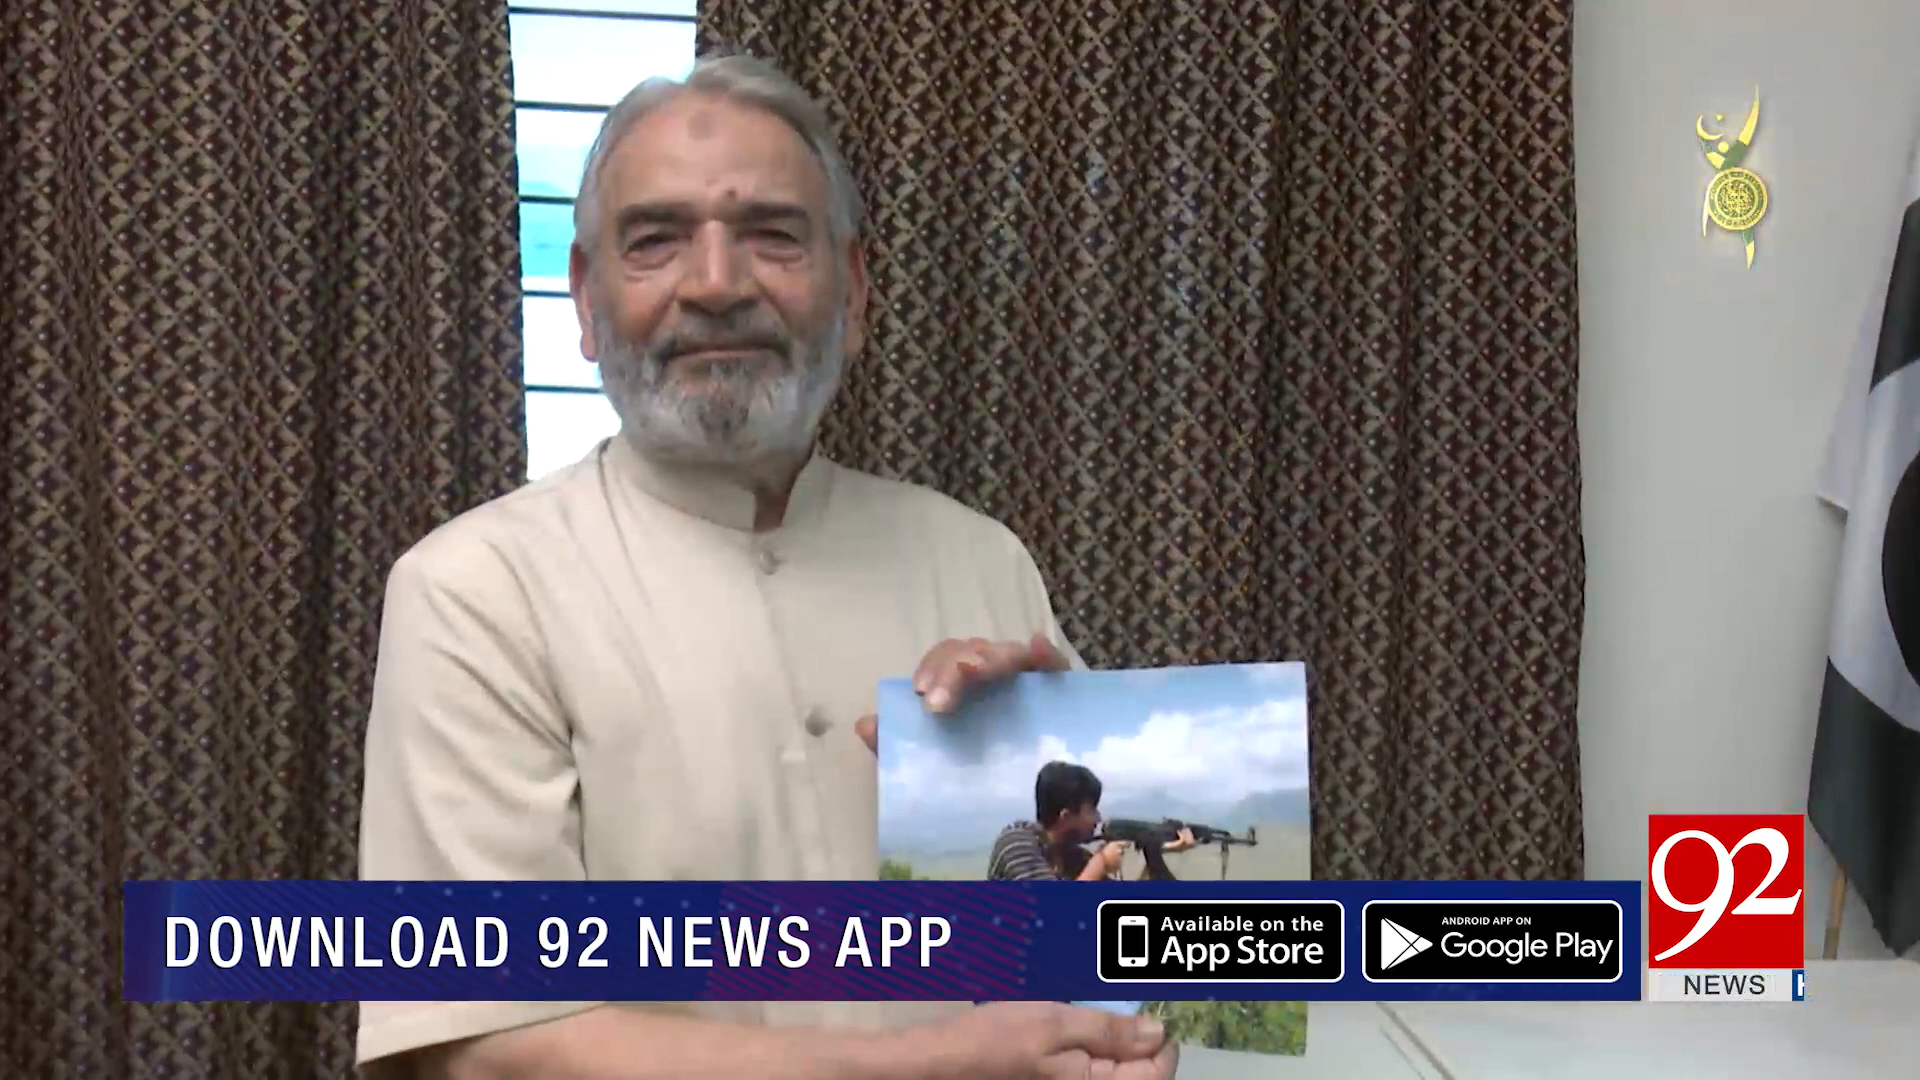 DOWNLOAD 92 NEWS APP
Available on the
App Store
ANDROID APP ON
Google Play
92
NEWS